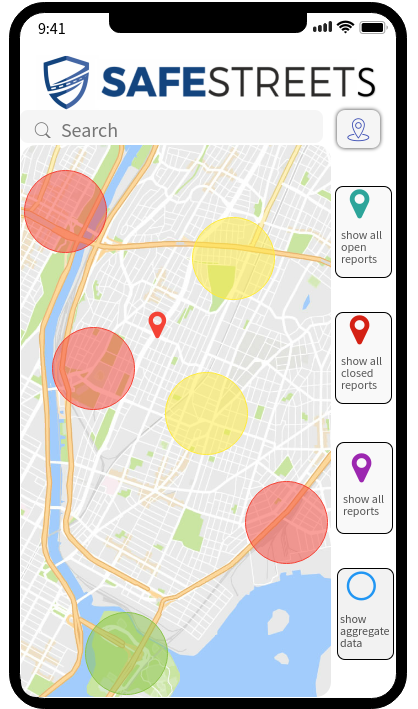 9:41
SAFESTREETS
Search
show all
open
reports
show all
closed
reports
show all
reports
show
aggregate
data